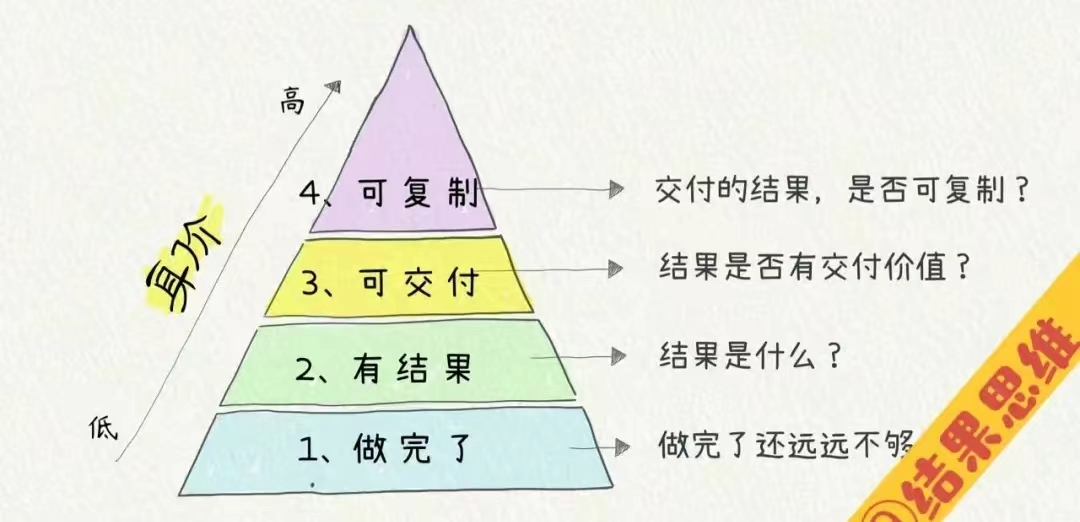 高
4、可复制
交付的结果，是否可复制？
身价
3、可交付
结果是否有交付价值？
2、有结果
结果是什么？
低
1、做完了
做完了还远远不够
结果思维